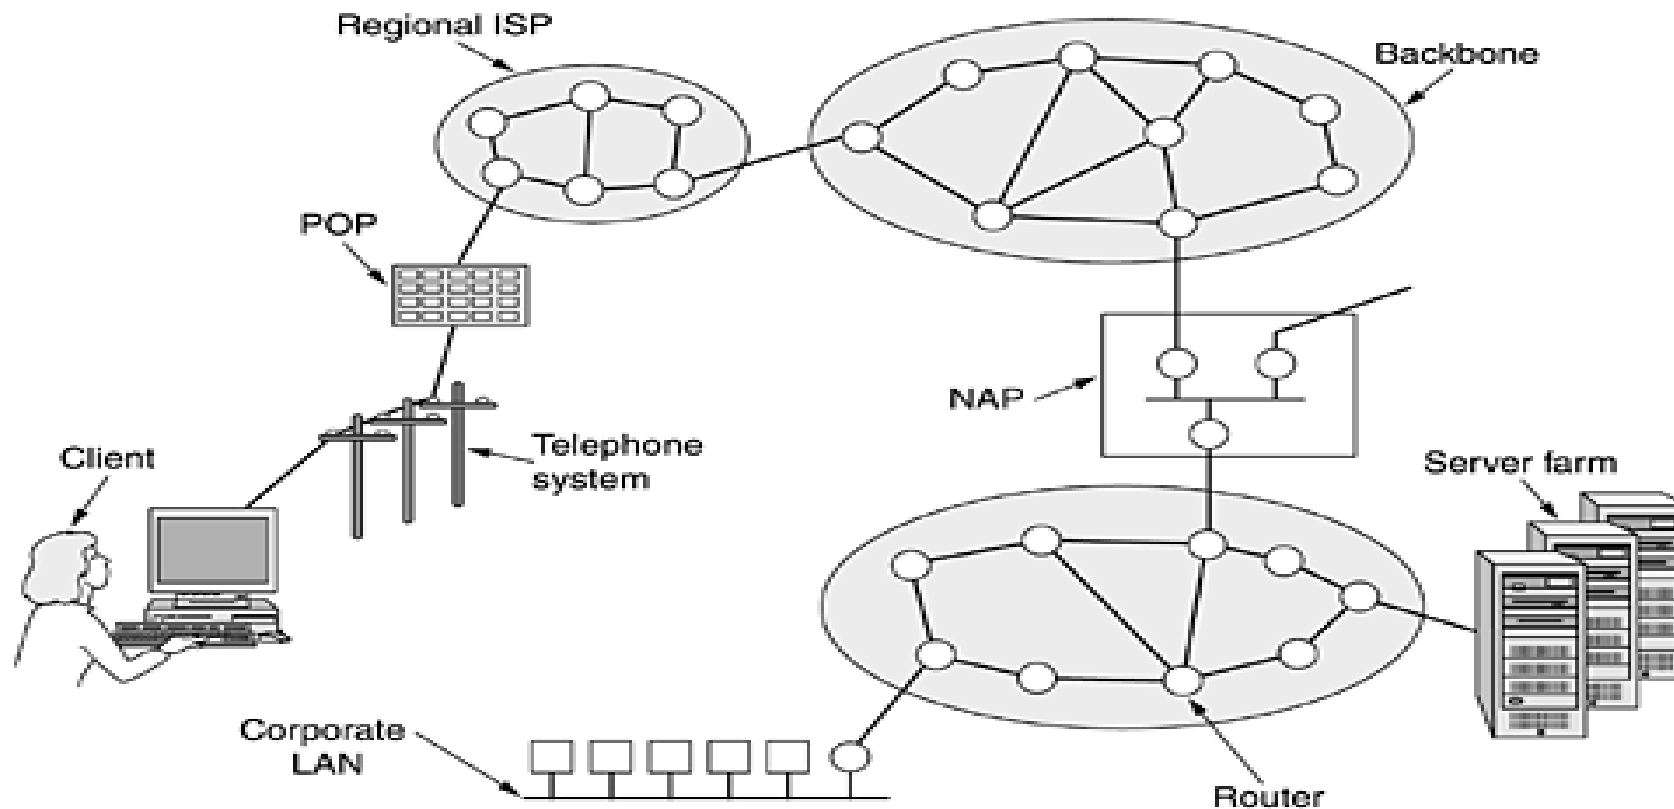 Regional ISP
Backbone
POP
NAP
Client
Telephone
system
Server farm
Corporate
LAN
Router